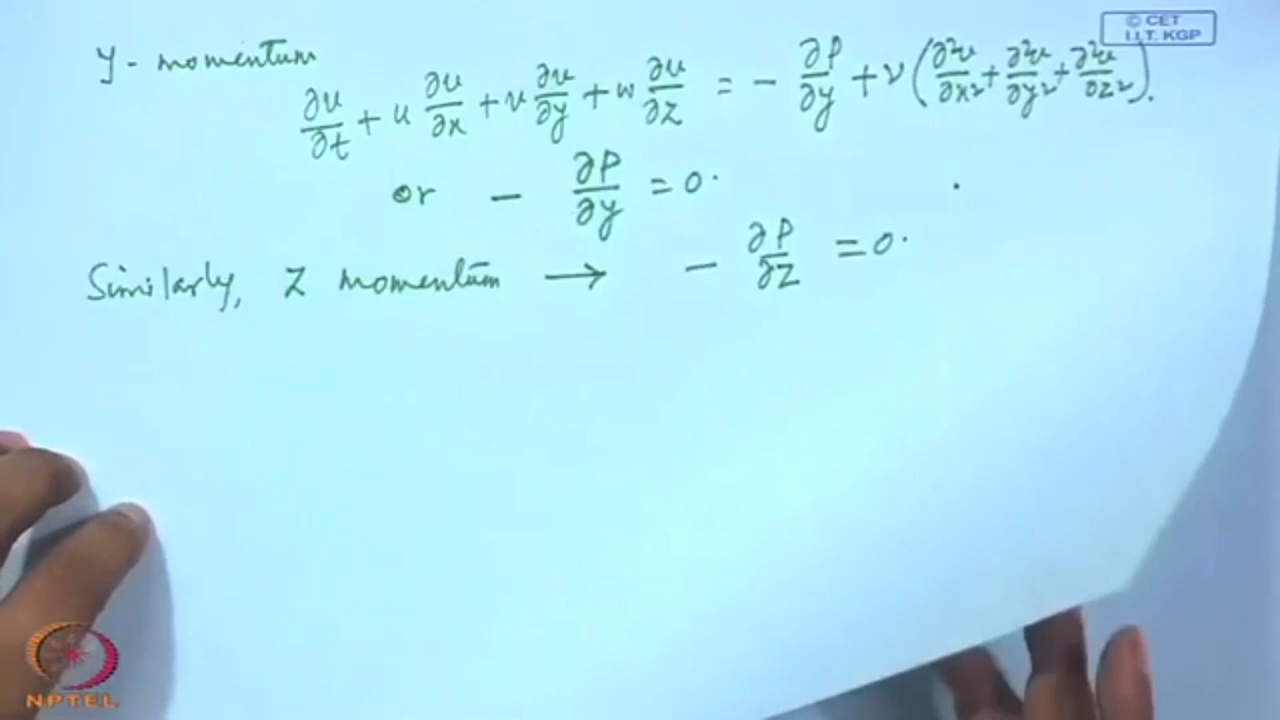 © CET
I.I.T. KGP
Y - momentum
∂v/∂t + u ∂v/∂x + v ∂v/∂y + w ∂v/∂z = - ∂p/∂y + ν(∂²v/∂x² + ∂²v/∂y² + ∂²v/∂z²).
or - ∂P/∂y = 0.
Similarly, Z momentum → - ∂P/∂Z = 0.
NPTEL